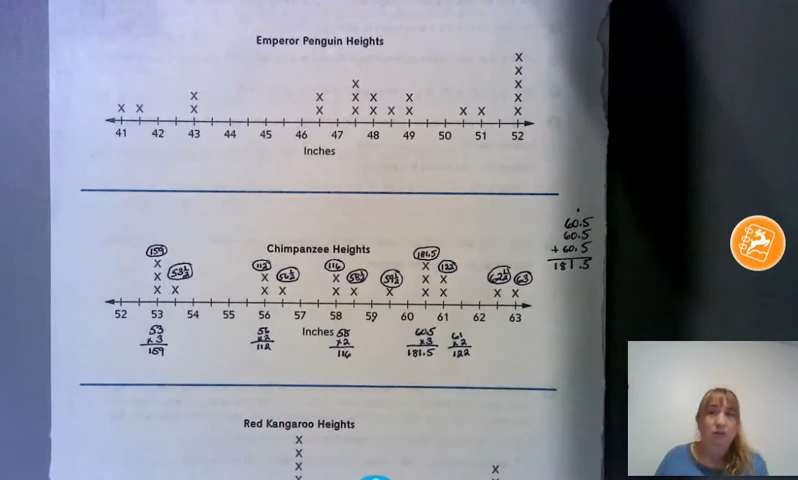 Emperor Penguin Heights
x
x
x
x x
x x x x x
x x x x x x x x x x x
41 42 43 44 45 46 47 48 49 50 51 52
Inches
60.5
60.5
+ 60.5
181.5
Chimpanzee Heights
159 53½ 112 56½ 116 58½ 59½ 181.5 122 62½ 63
x x
x x x x x
x x x x x x x x x x x
52 53 54 55 56 57 58 59 60 61 62 63
Inches
53
x 3
159
56
x 2
112
58
x2
116
60.5
x3
181.5
61
x 2
122
Red Kangaroo Heights
x
x
x x